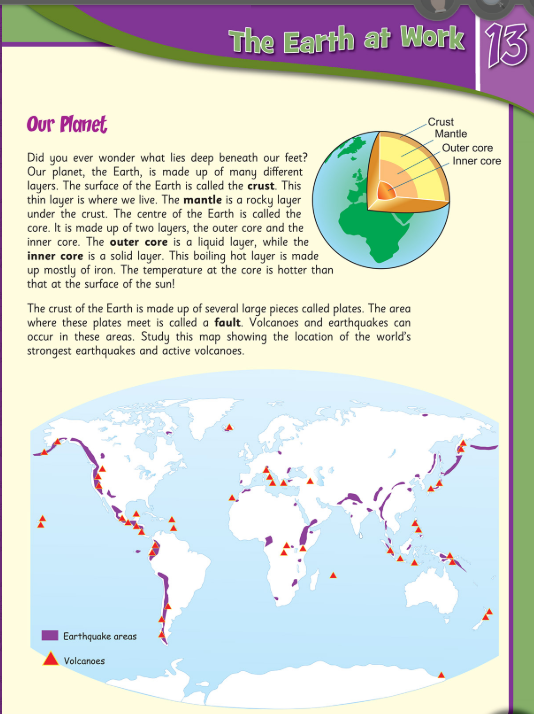 The Earth at Work 13
Our Planet
Crust
Mantle
Outer core
Inner core
Did you ever wonder what lies deep beneath our feet?
Our planet, the Earth, is made up of many different
layers. The surface of the Earth is called the crust. This
thin layer is where we live. The mantle is a rocky layer
under the crust. The centre of the Earth is called the
core. It is made up of two layers, the outer core and the
inner core. The outer core is a liquid layer, while the
inner core is a solid layer. This boiling hot layer is made
up mostly of iron. The temperature at the core is hotter than
that at the surface of the sun!
The crust of the Earth is made up of several large pieces called plates. The area
where these plates meet is called a fault. Volcanoes and earthquakes can
occur in these areas. Study this map showing the location of the world's
strongest earthquakes and active volcanoes.
Earthquake areas
Volcanoes